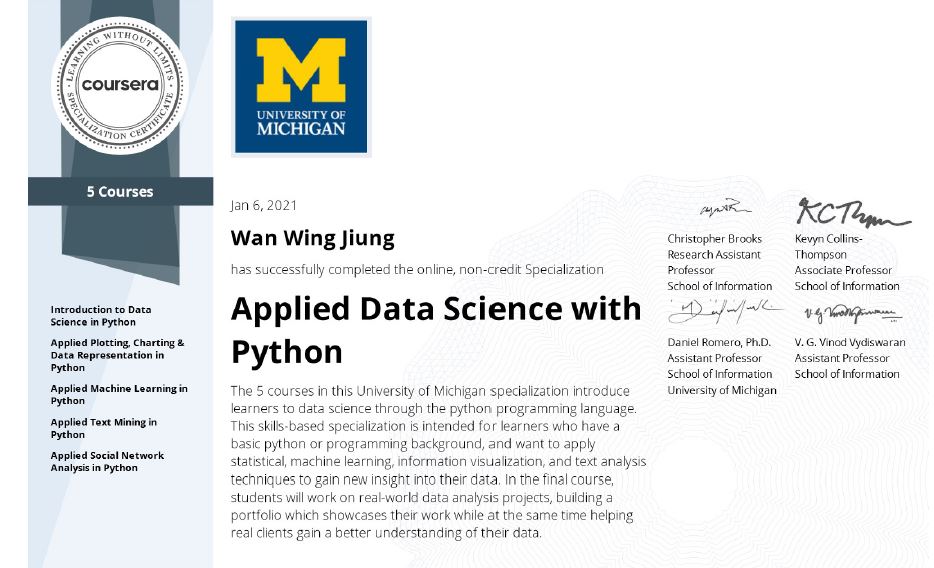 LEARNING WITHOUT LIMITS
coursera
SPECIALIZATION CERTIFICATE
5 Courses
Introduction to Data
Science in Python
Applied Plotting, Charting &
Data Representation in
Python
Applied Machine Learning in
Python
Applied Text Mining in
Python
Applied Social Network
Analysis in Python
M
UNIVERSITY OF
MICHIGAN
Jan 6, 2021
Wan Wing Jiung
has successfully completed the online, non-credit Specialization
Applied Data Science with
Python
The 5 courses in this University of Michigan specialization introduce
learners to data science through the python programming language.
This skills-based specialization is intended for learners who have a
basic python or programming background, and want to apply
statistical, machine learning, information visualization, and text analysis
techniques to gain new insight into their data. In the final course,
students will work on real-world data analysis projects, building a
portfolio which showcases their work while at the same time helping
real clients gain a better understanding of their data.
Christopher Brooks
Research Assistant
Professor
School of Information
Kevyn Collins-
Thompson
Associate Professor
School of Information
Daniel Romero, Ph.D.
Assistant Professor
School of Information
University of Michigan
V. G. Vinod Vydiswaran
Assistant Professor
School of Information